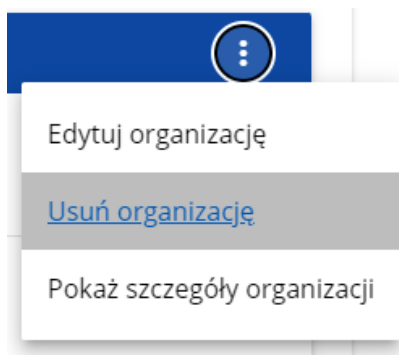 Edytuj organizację
Usuń organizację
Pokaż szczegóły organizacji